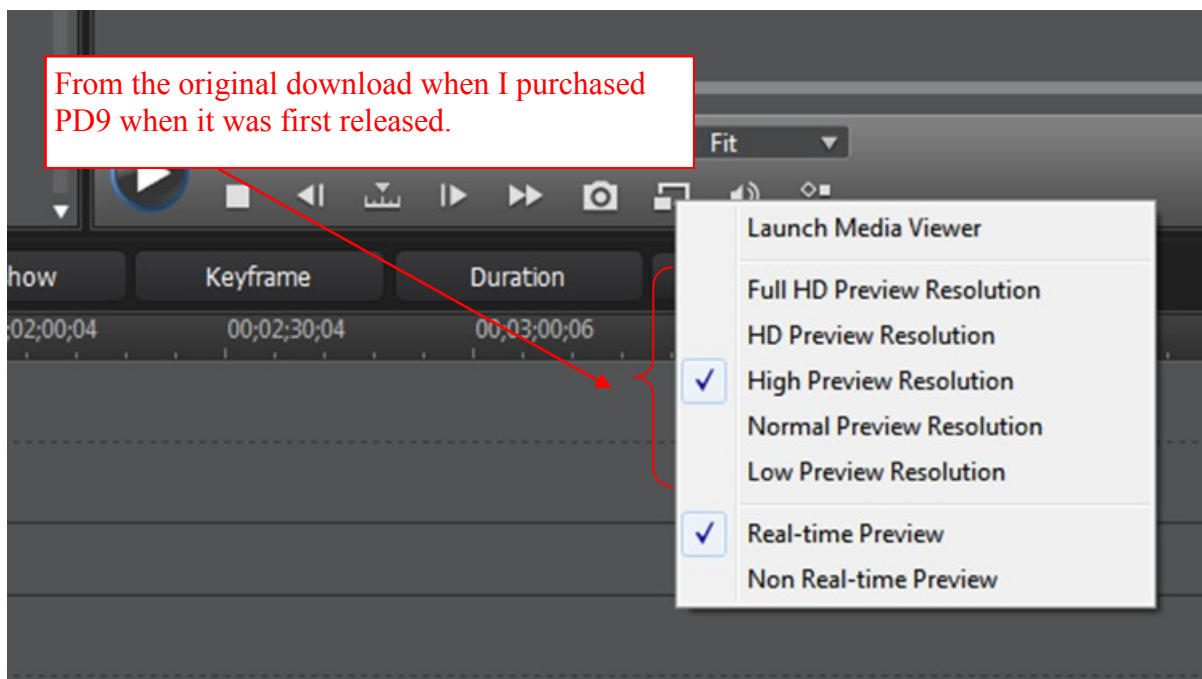 From the original download when I purchased
PD9 when it was first released.
Fit
Launch Media Viewer
how
Keyframe
Duration
Full HD Preview Resolution
;02;00;04
00;02;30;04
00;03;00;06
HD Preview Resolution
High Preview Resolution
Normal Preview Resolution
Low Preview Resolution
Real-time Preview
Non Real-time Preview